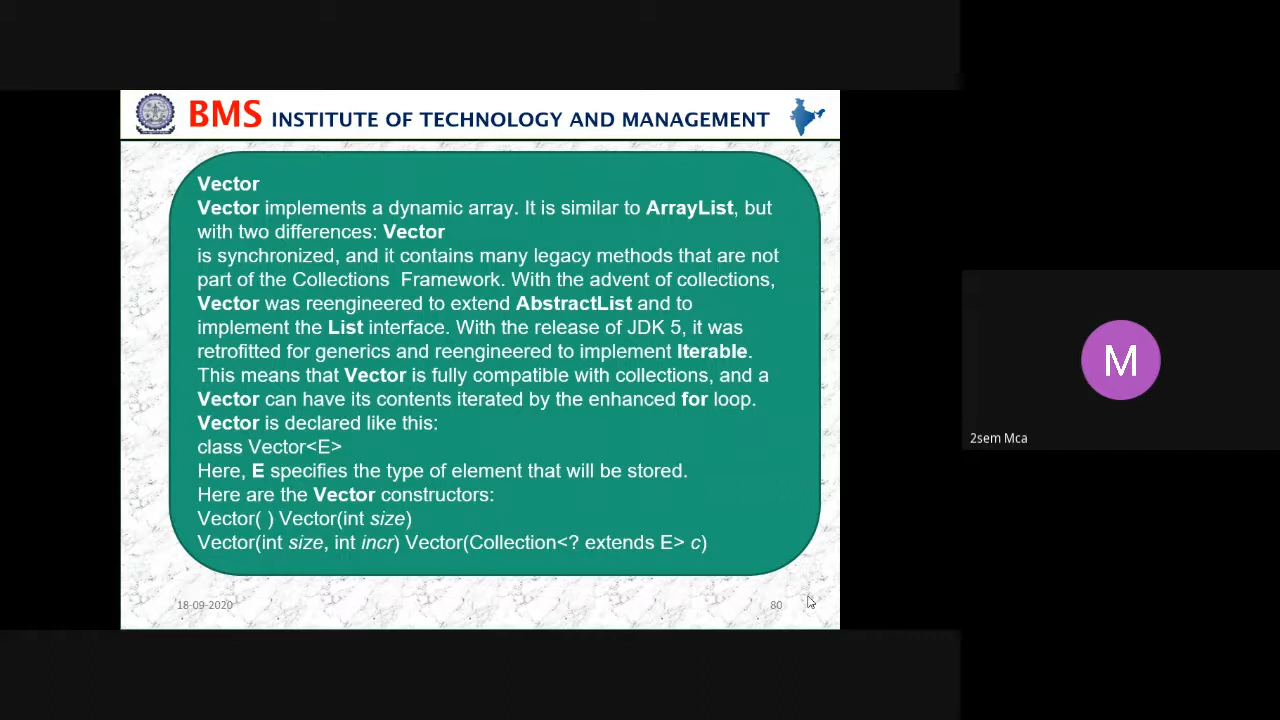 BMS INSTITUTE OF TECHNOLOGY AND MANAGEMENT
Vector
Vector implements a dynamic array. It is similar to ArrayList, but
with two differences: Vector
is synchronized, and it contains many legacy methods that are not
part of the Collections  Framework. With the advent of collections,
Vector was reengineered to extend AbstractList and to
implement the List interface. With the release of JDK 5, it was
retrofitted for generics and reengineered to implement Iterable.
This means that Vector is fully compatible with collections, and a
Vector can have its contents iterated by the enhanced for loop.
Vector is declared like this:
class Vector<E>
Here, E specifies the type of element that will be stored.
Here are the Vector constructors:
Vector( ) Vector(int size)
Vector(int size, int incr) Vector(Collection<? extends E> c)
18-09-2020
80
M
2sem Mca